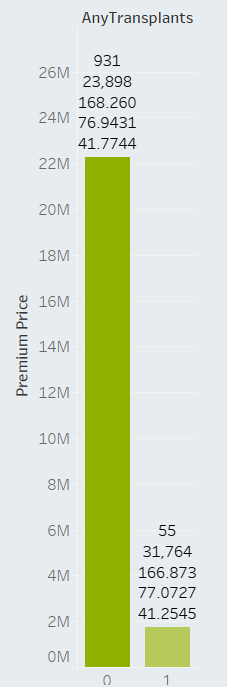 AnyTransplants
931
23,898
168.260
76.9431
41.7744
26M
24M
22M
20M
18M
16M
14M
12M
10M
8M
6M
4M
2M
0M
Premium Price
55
31,764
166.873
77.0727
41.2545
0
1